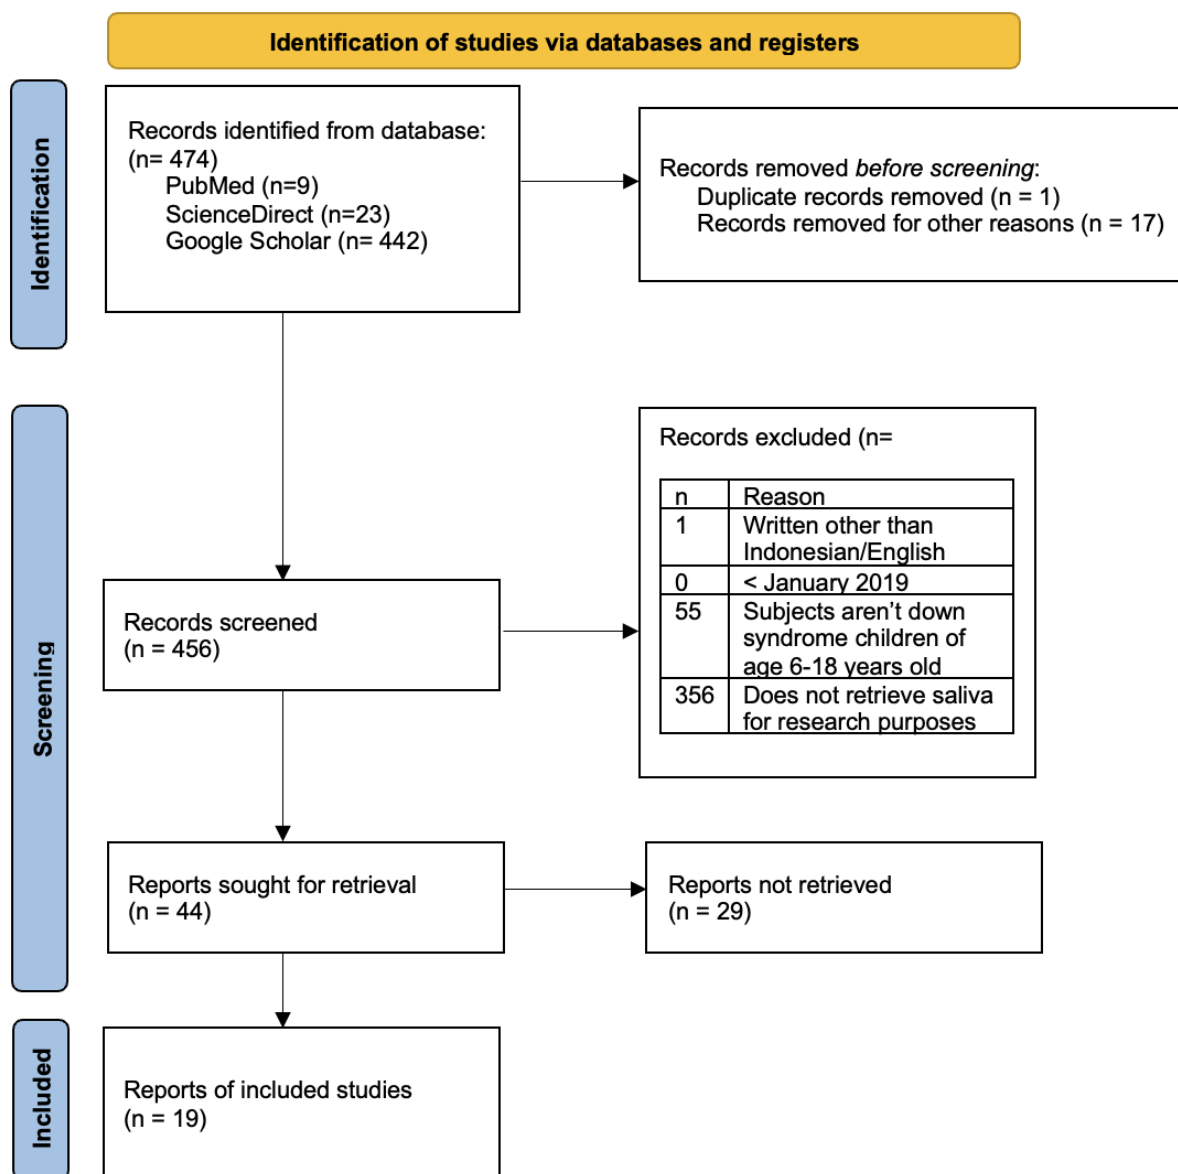 Identification of studies via databases and registers
Identification
Records identified from database:
(n= 474)
PubMed (n=9)
ScienceDirect (n=23)
Google Scholar (n= 442)
Records removed before screening:
Duplicate records removed (n = 1)
Records removed for other reasons (n = 17)
Screening
Records screened
(n = 456)
Records excluded (n=
n Reason
1 Written other than
Indonesian/English
0 < January 2019
55 Subjects aren’t down
syndrome children of
age 6-18 years old
356 Does not retrieve saliva
for research purposes
Reports sought for retrieval
(n = 44)
Reports not retrieved
(n = 29)
Included
Reports of included studies
(n = 19)